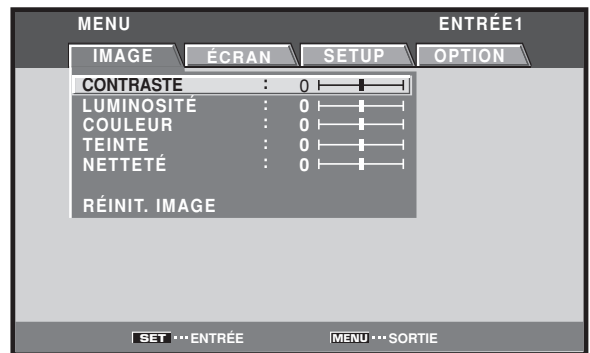 MENU ENTRÉE1
IMAGE ÉCRAN SETUP OPTION
CONTRASTE : 0
LUMINOSITÉ : 0
COULEUR : 0
TEINTE : 0
NETTETÉ : 0
RÉINIT. IMAGE
SET ••• ENTRÉE MENU ••• SORTIE